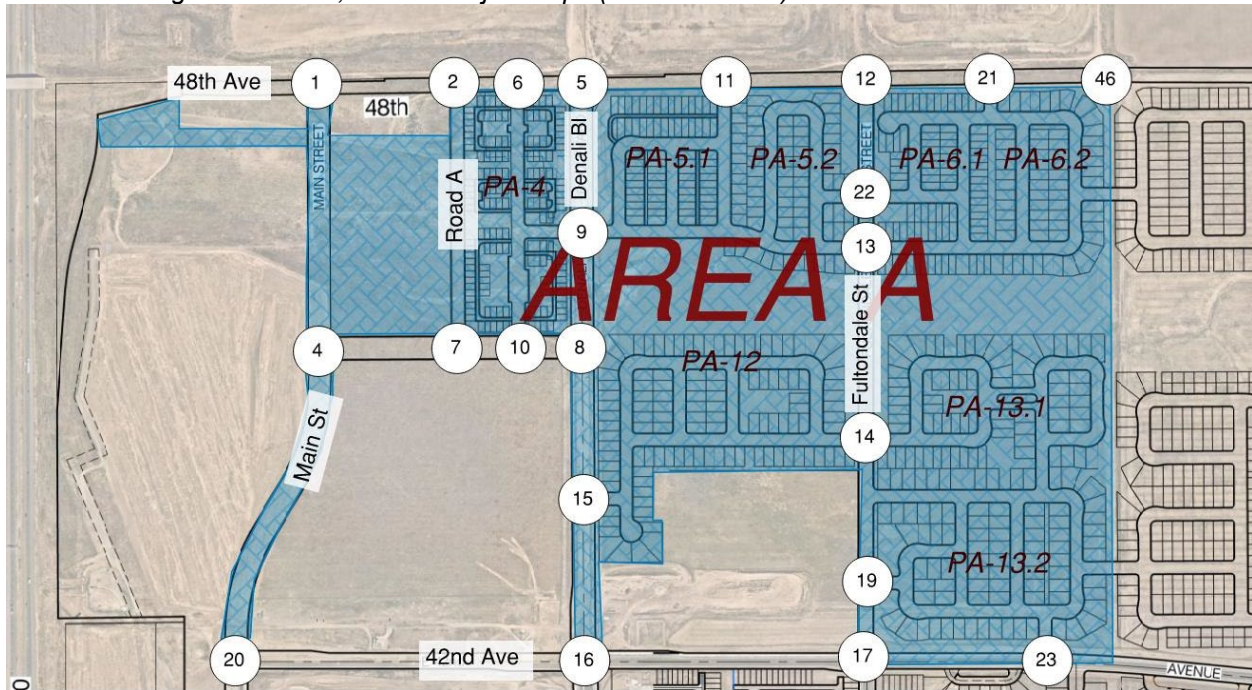 48th Ave
1
2
6
5
11
12
21
46
48th
MAIN STREET
Road A
PA-4
Denali Bl
PA-5.1
PA-5.2
STREET
PA-6.1
PA-6.2
22
9
13
AREA A
4
7
10
8
PA-12
Fultondale St
PA-13.1
Main St
14
15
PA-13.2
19
20
42nd Ave
16
17
23
AVENUE